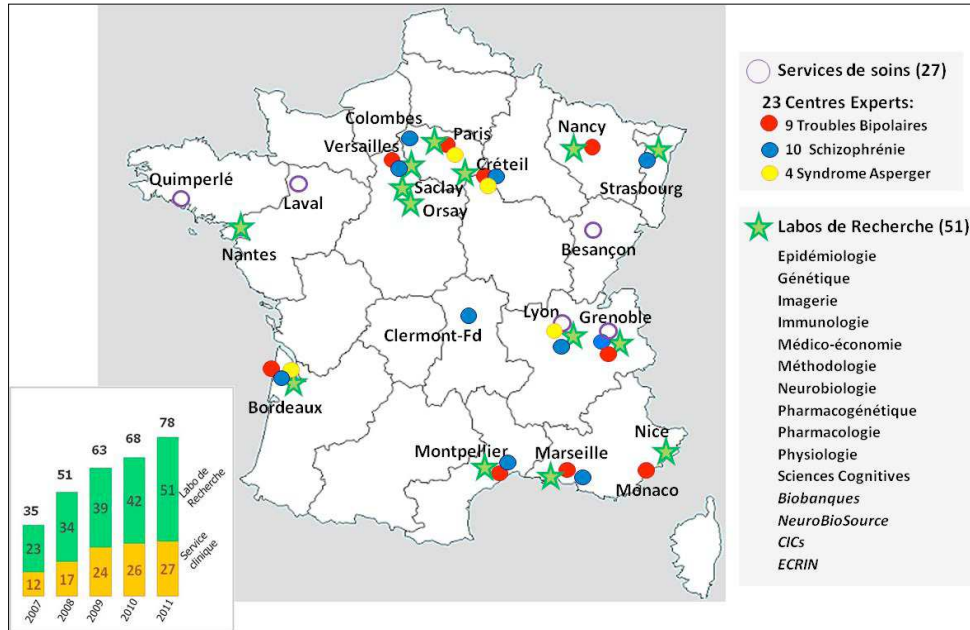 Colombes
Paris
Nancy
Versailles
Créteil
Quimperlé
Strasbourg
Laval
Saclay
Orsay
Nantes
Besançon
Lyon
Grenoble
Clermont-Fd
Bordeaux
Nice
Montpellier
Marseille
Monaco
Services de soins (27)
23 Centres Experts:
9 Troubles Bipolaires
10 Schizophrénie
4 Syndrome Asperger
Labos de Recherche (51)
Epidémiologie
Génétique
Imagerie
Immunologie
Médico-économie
Méthodologie
Neurobiologie
Pharmacogénétique
Pharmacologie
Physiologie
Sciences Cognitives
Biobanques
NeuroBioSource
CICs
ECRIN
35
51
63
68
78
23
34
39
42
51
12
17
24
26
27
2007
2008
2009
2010
2011
Labo de
Recherche
Service
clinique